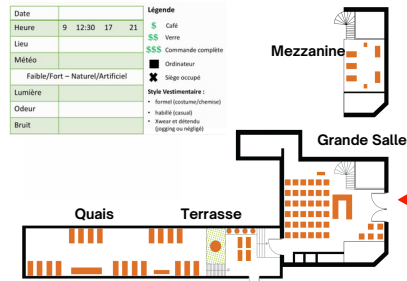 Date
Heure 9 12:30 17 21
Lieu
Météo
Faible/Fort – Naturel/Artificiel
Lumière
Odeur
Bruit
Légende
$ Café
$$ Verre
$$$ Commande complète
Ordinateur
Siège occupé
Style Vestimentaire :
• formel (costume/chemise)
• habillé (casual)
• Xwear et détendu
(jogging ou négligé)
Mezzanine
Grande Salle
Quais
Terrasse